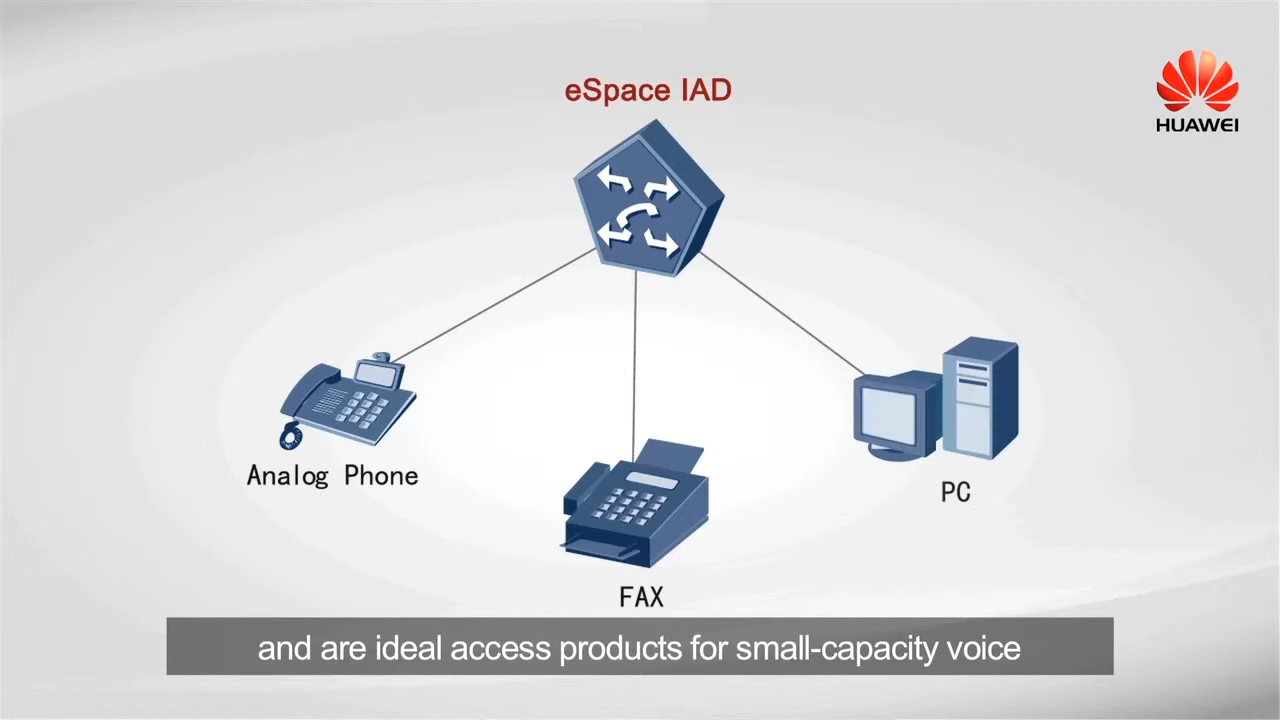 eSpace IAD
HUAWEI
Analog Phone
PC
FAX
and are ideal access products for small-capacity voice